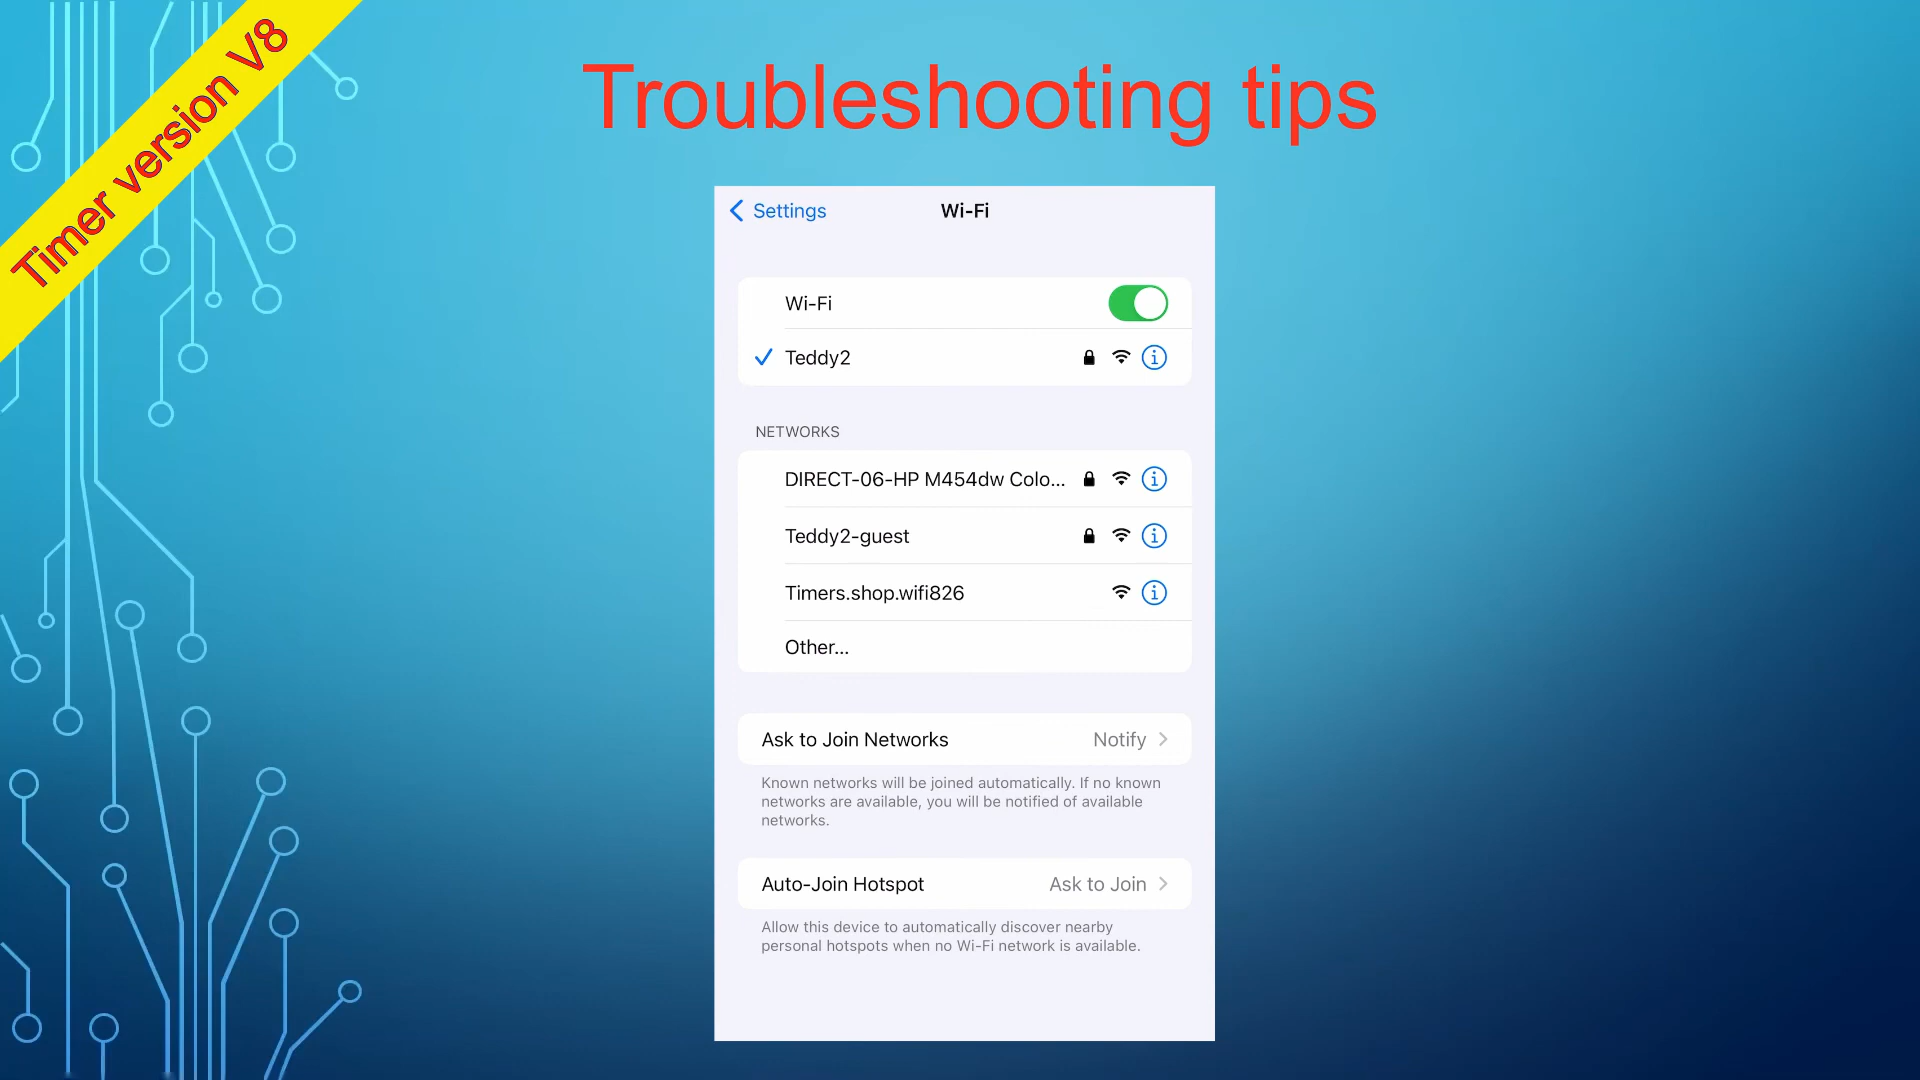 Timer version V8
Troubleshooting tips
Settings
Wi-Fi
Wi-Fi
Teddy2
NETWORKS
DIRECT-06-HP M454dw Colo...
Teddy2-guest
Timers.shop.wifi826
Other...
Ask to Join Networks Notify
Known networks will be joined automatically. If no known
networks are available, you will be notified of available
networks.
Auto-Join Hotspot Ask to Join
Allow this device to automatically discover nearby
personal hotspots when no Wi-Fi network is available.